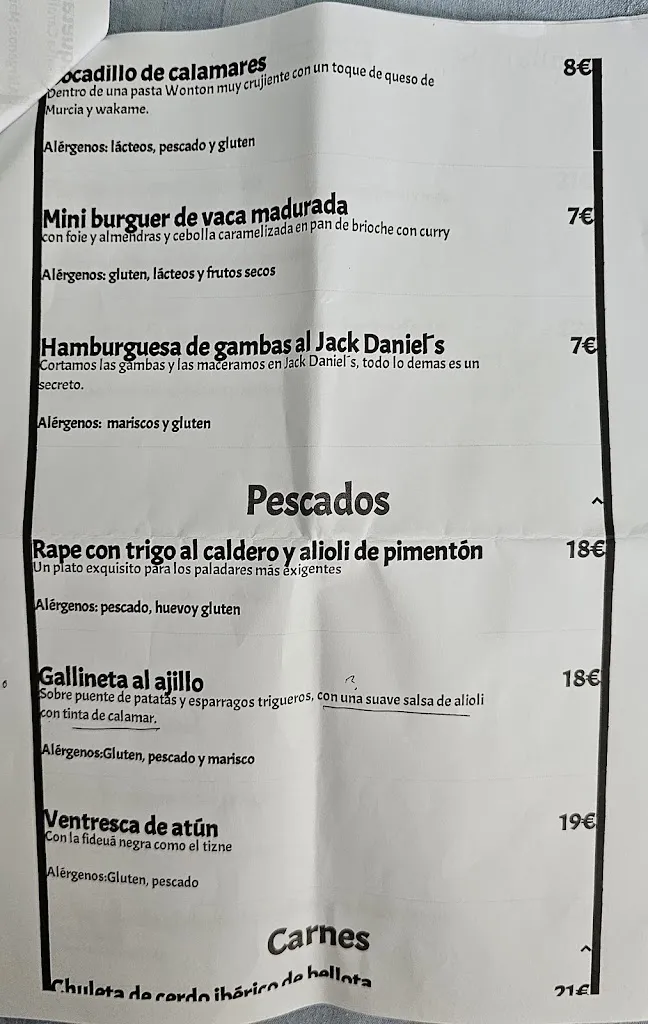 ocadillo de calamares 8€
Dentro de una pasta Wonton muy crujiente con un toque de queso de
Murcia y wakame.
Alérgenos: lácteos, pescado y gluten
Mini burguer de vaca madurada 7€
con foie y almendras y cebolla caramelizada en pan de brioche con curry
Alérgenos: gluten, lácteos y frutos secos
Hamburguesa de gambas al Jack Daniel´s 7€
Cortamos las gambas y las maceramos en Jack Daniel´s, todo lo demas es un
secreto.
Alérgenos: mariscos y gluten
Pescados
Rape con trigo al caldero y alioli de pimentón 18€
Un plato exquisito para los paladares más exigentes
Alérgenos: pescado, huevoy gluten
Gallineta al ajillo 18€
Sobre puente de patatas y esparragos trigueros, con una suave salsa de alioli
con tinta de calamar.
Alérgenos:Gluten, pescado y marisco
Ventresca de atún 19€
Con la fideuá negra como el tizne
Alérgenos:Gluten, pescado
Carnes
Chuleta de cerdo ibérico de bellota 21€